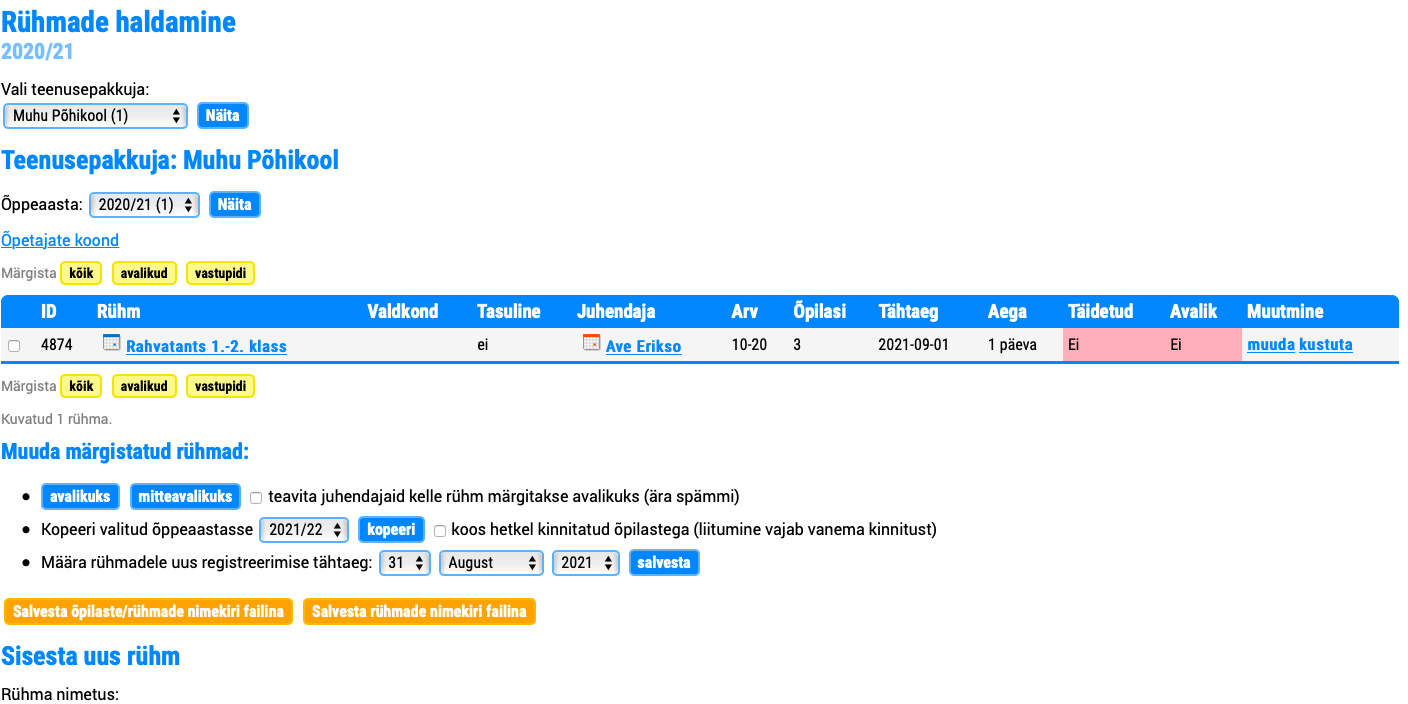 Rühmade haldamine
2020/21
Vali teenusepakkuja:
Muhu Põhikool (1) Näita
Teenusepakkuja: Muhu Põhikool
Õppeaasta: 2020/21 (1) Näita
Õpetajate koond
Märgista kõik avalikud vastupidi
ID Rühm Valdkond Tasuline Juhendaja Arv Õpilasi Tähtaeg Aega Täidetud Avalik Muutmine
4874 Rahvatants 1.-2. klass ei Ave Erikso 10-20 3 2021-09-01 1 päeva Ei Ei muuda kustuta
Märgista kõik avalikud vastupidi
Kuvatud 1 rühma.
Muuda märgistatud rühmad:
• avalikuks mitteavalikuks teavita juhendajaid kelle rühm märgitakse avalikuks (ära spämmi)
• Kopeeri valitud õppeaastasse 2021/22 kopeeri koos hetkel kinnitatud õpilastega (liitumine vajab vanema kinnitust)
• Määra rühmadele uus registreerimise tähtaeg: 31 August 2021 salvesta
Salvesta õpilaste/rühmade nimekiri failina Salvesta rühmade nimekiri failina
Sisesta uus rühm
Rühma nimetus: